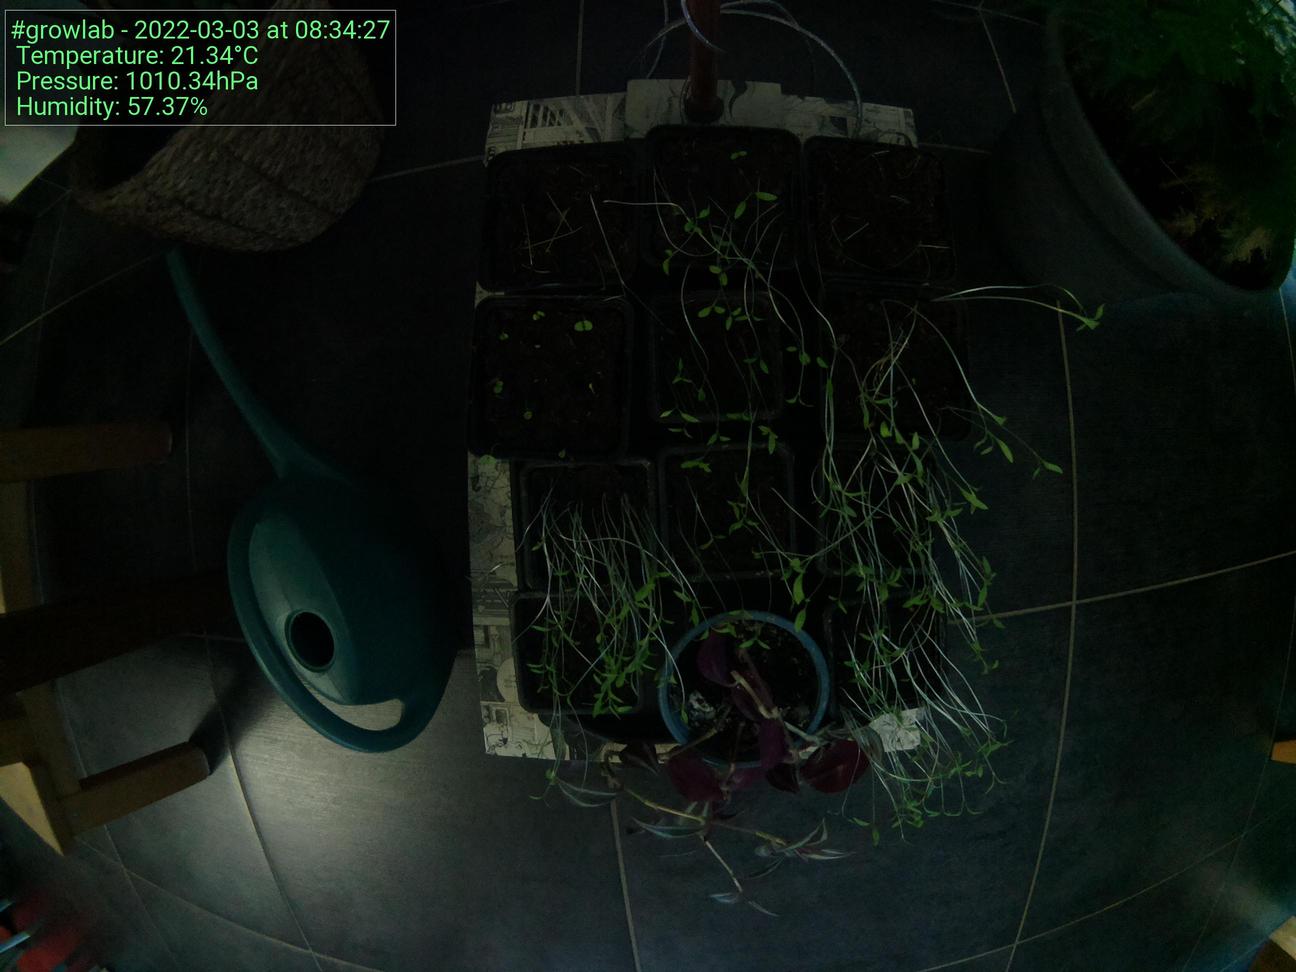 #growlab - 2022-03-03 at 08:34:27
Temperature: 21.34°C
Pressure: 1010.34hPa
Humidity: 57.37%